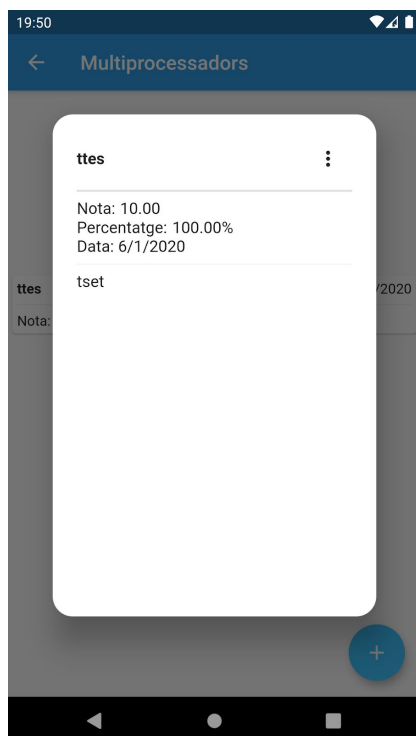 19:50
Multiprocessadors
ttes
Nota: 10.00
Percentatge: 100.00%
Data: 6/1/2020
tset
ttes /2020
Nota: